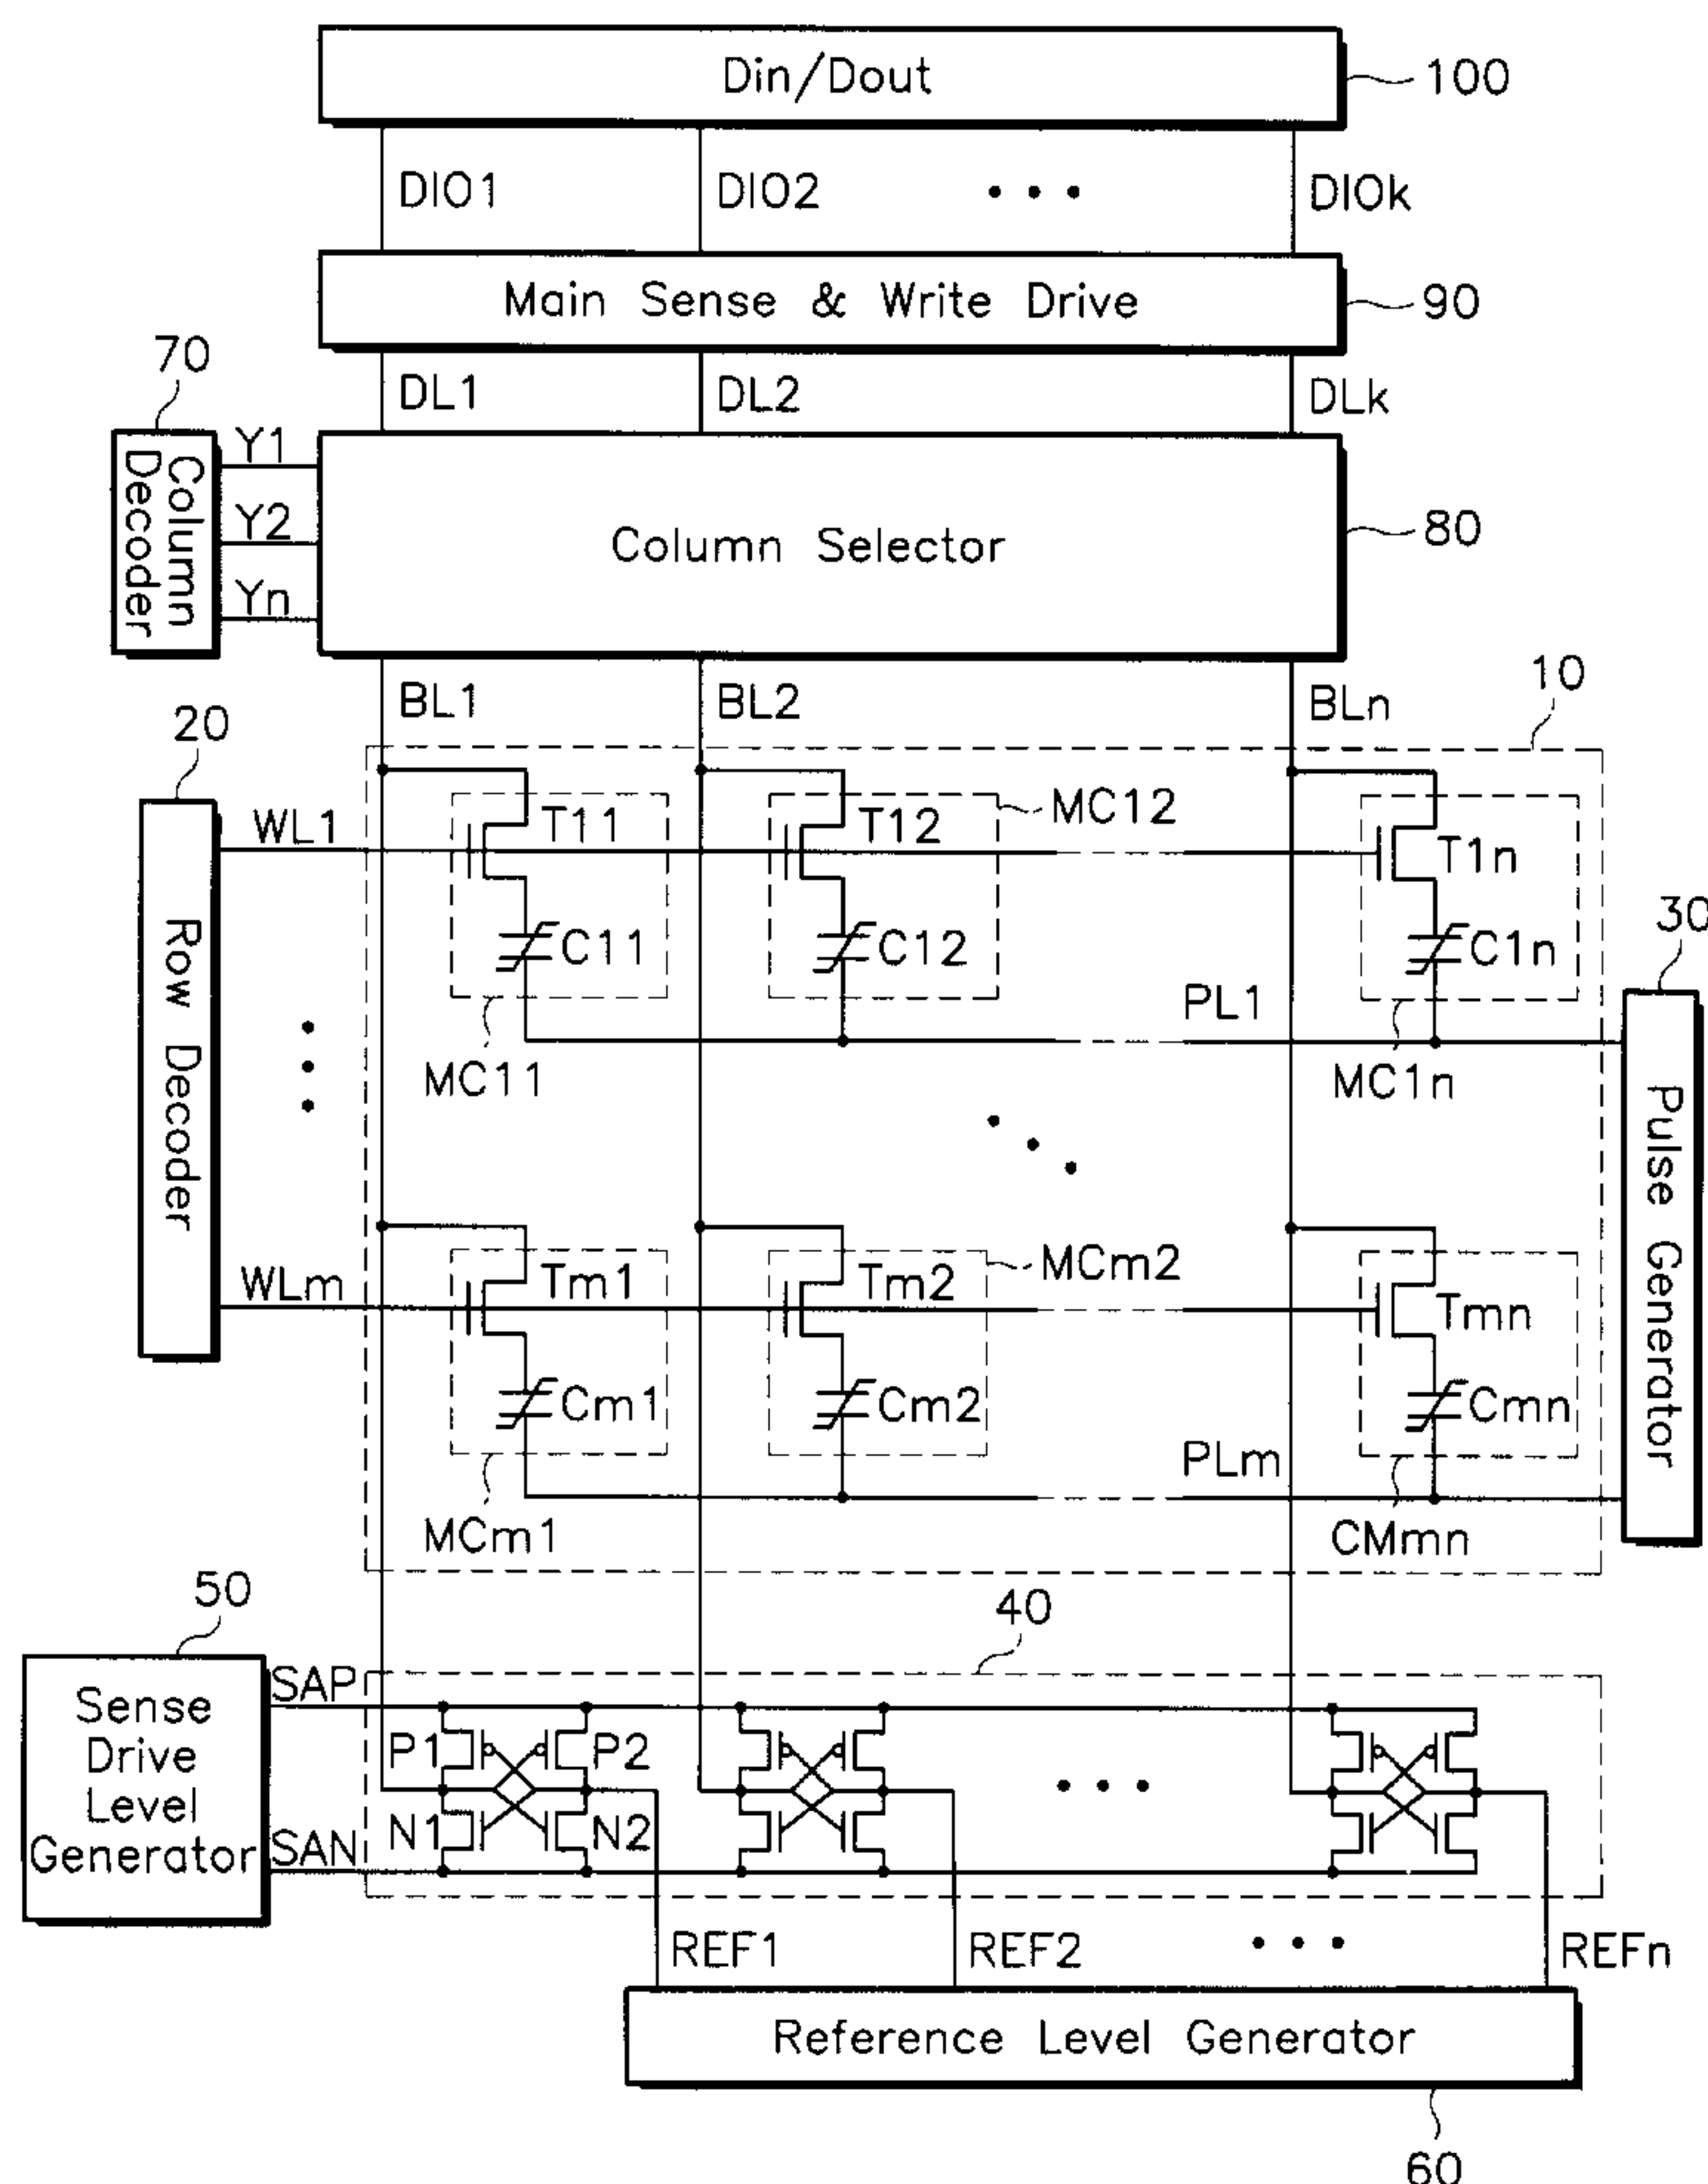 Din/Dout
100
DIO1
DIO2
DIOk
Main Sense & Write Drive
90
70
DL1
DL2
DLk
Column
Decoder
Y1
Y2
Yn
Column Selector
80
BL1
BL2
BLn
10
20
Row Decoder
WL1
T11
T12
MC12
T1n
C11
C12
C1n
30
Pulse Generator
PL1
MC11
MC1n
WLm
Tm1
Tm2
MCm2
Tmn
Cm1
Cm2
Cmn
PLm
MCm1
CMmn
50
40
Sense
Drive
Level
Generator
SAP
P1
P2
N1
N2
SAN
REF1
REF2
REFn
Reference Level Generator
60